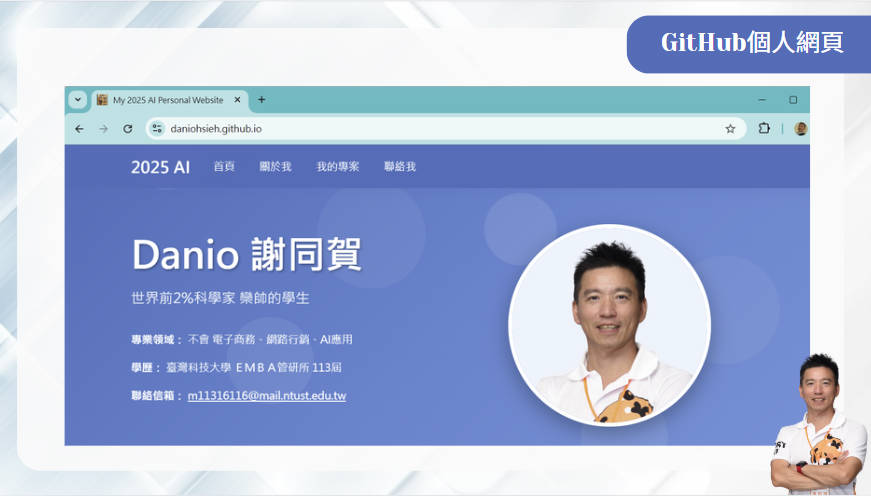 GitHub個人網頁
My 2025 AI Personal Website
daniohsieh.github.io
2025 AI 首頁 關於我 我的專案 聯絡我
Danio 謝同賀
世界前2%科學家 欒帥的學生
專業領域： 不會 電子商務、網路行銷、AI應用
學歷： 臺灣科技大學 ＥＭＢＡ管研所 113屆
聯絡信箱： m11316116@mail.ntust.edu.tw